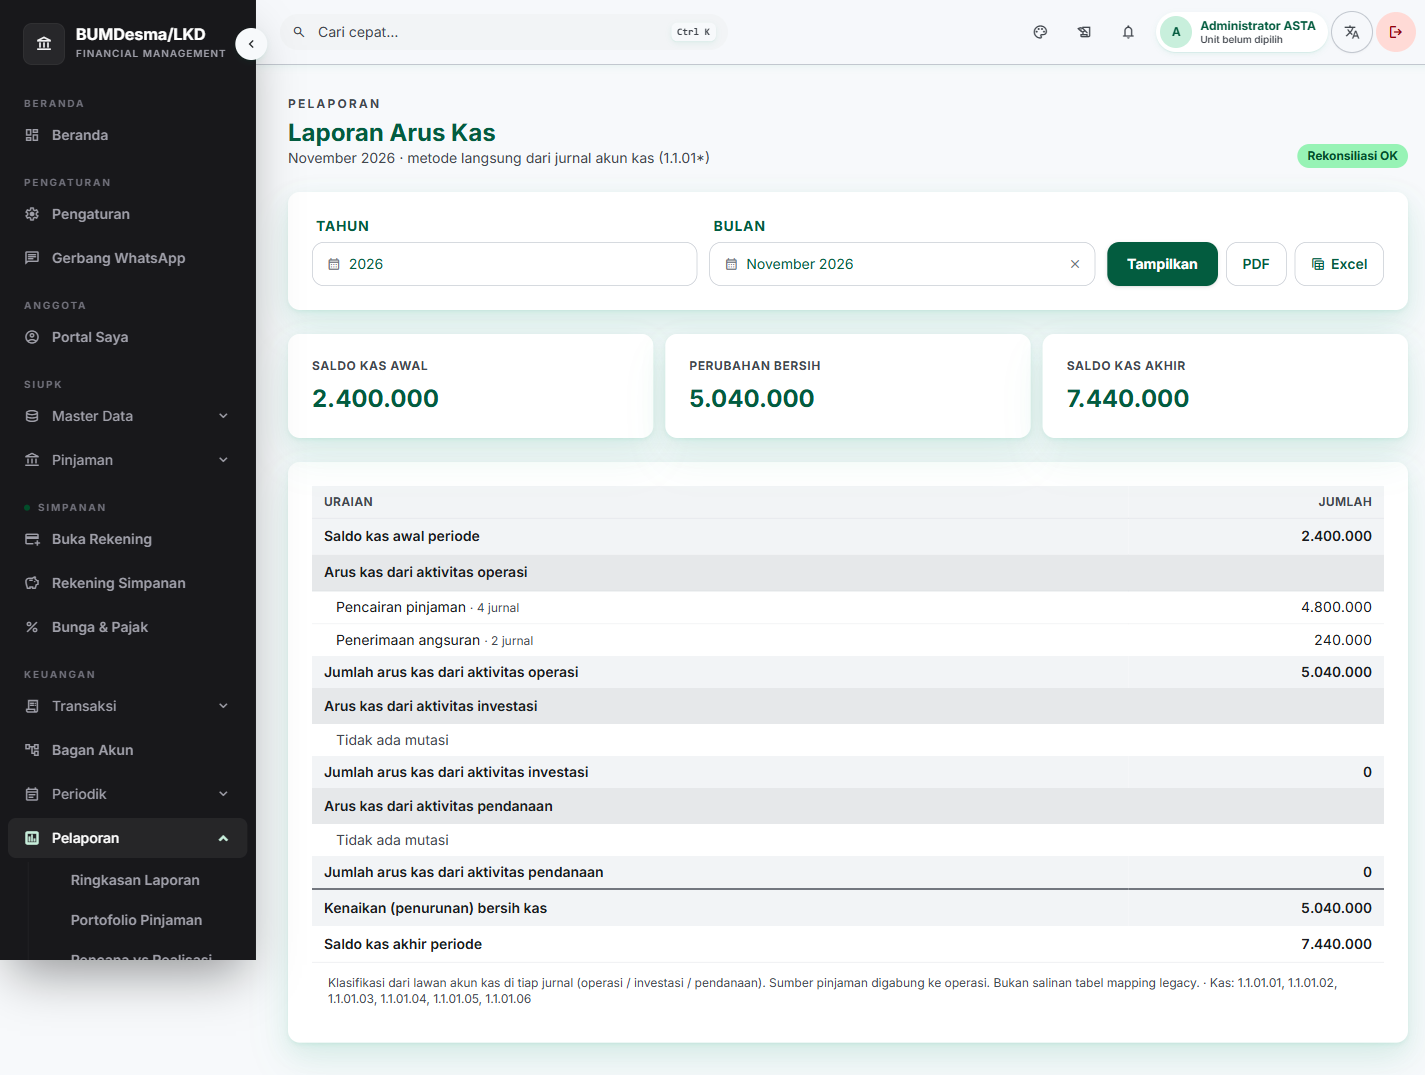 BUMDesma/LKD
FINANCIAL MANAGEMENT
Cari cepat...
Ctrl K
A
Administrator ASTA
Unit belum dipilih
BERANDA
Beranda
PENGATURAN
Pengaturan
Gerbang WhatsApp
ANGGOTA
Portal Saya
SIUPK
Master Data
Pinjaman
SIMPANAN
Buka Rekening
Rekening Simpanan
Bunga & Pajak
KEUANGAN
Transaksi
Bagan Akun
Periodik
Pelaporan
Ringkasan Laporan
Portofolio Pinjaman
Rencana vs Realisasi
PELAPORAN
Laporan Arus Kas
November 2026 · metode langsung dari jurnal akun kas (1.1.01*)
Rekonsiliasi OK
TAHUN
2026
BULAN
November 2026
Tampilkan
PDF
Excel
SALDO KAS AWAL
2.400.000
PERUBAHAN BERSIH
5.040.000
SALDO KAS AKHIR
7.440.000
URAIAN JUMLAH
Saldo kas awal periode 2.400.000
Arus kas dari aktivitas operasi
Pencairan pinjaman · 4 jurnal 4.800.000
Penerimaan angsuran · 2 jurnal 240.000
Jumlah arus kas dari aktivitas operasi 5.040.000
Arus kas dari aktivitas investasi
Tidak ada mutasi
Jumlah arus kas dari aktivitas investasi 0
Arus kas dari aktivitas pendanaan
Tidak ada mutasi
Jumlah arus kas dari aktivitas pendanaan 0
Kenaikan (penurunan) bersih kas 5.040.000
Saldo kas akhir periode 7.440.000
Klasifikasi dari lawan akun kas di tiap jurnal (operasi / investasi / pendanaan). Sumber pinjaman digabung ke operasi. Bukan salinan tabel mapping legacy. · Kas: 1.1.01.01, 1.1.01.02,
1.1.01.03, 1.1.01.04, 1.1.01.05, 1.1.01.06